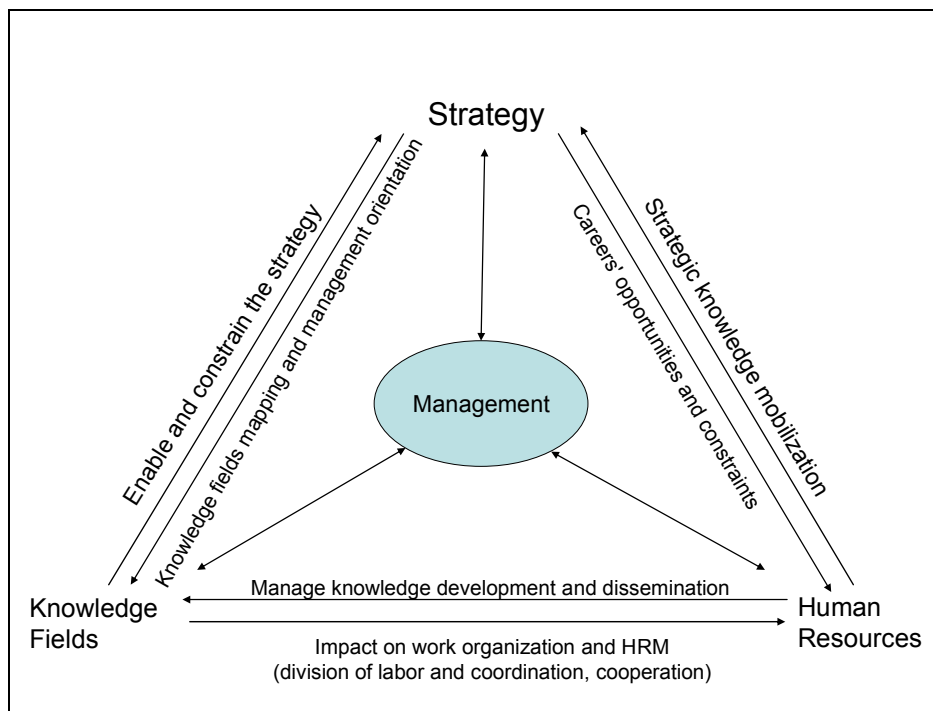 Strategy
Enable and constrain the strategy
Knowledge fields mapping and management orientation
Careers' opportunities and constraints
Strategic knowledge mobilization
Management
Knowledge
Fields
Manage knowledge development and dissemination
Human
Resources
Impact on work organization and HRM
(division of labor and coordination, cooperation)